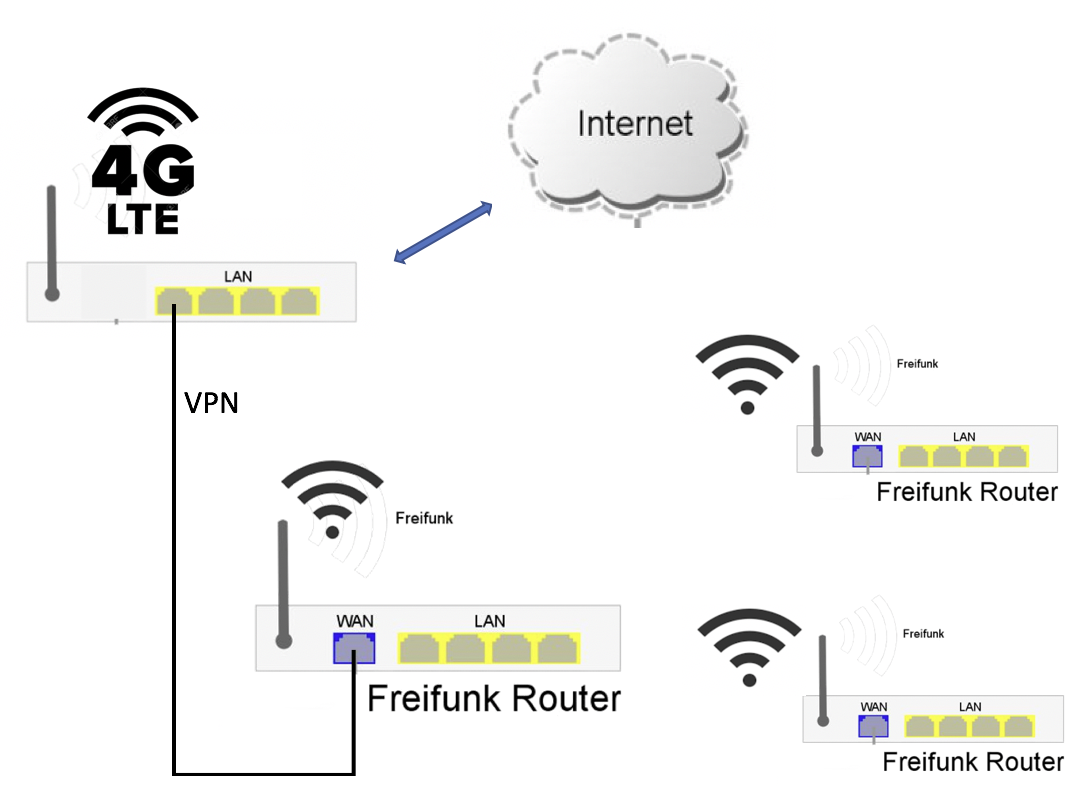 Internet
4G
LTE
LAN
VPN
Freifunk
WAN LAN
Freifunk Router
Freifunk
WAN LAN
Freifunk Router
Freifunk
WAN LAN
Freifunk Router